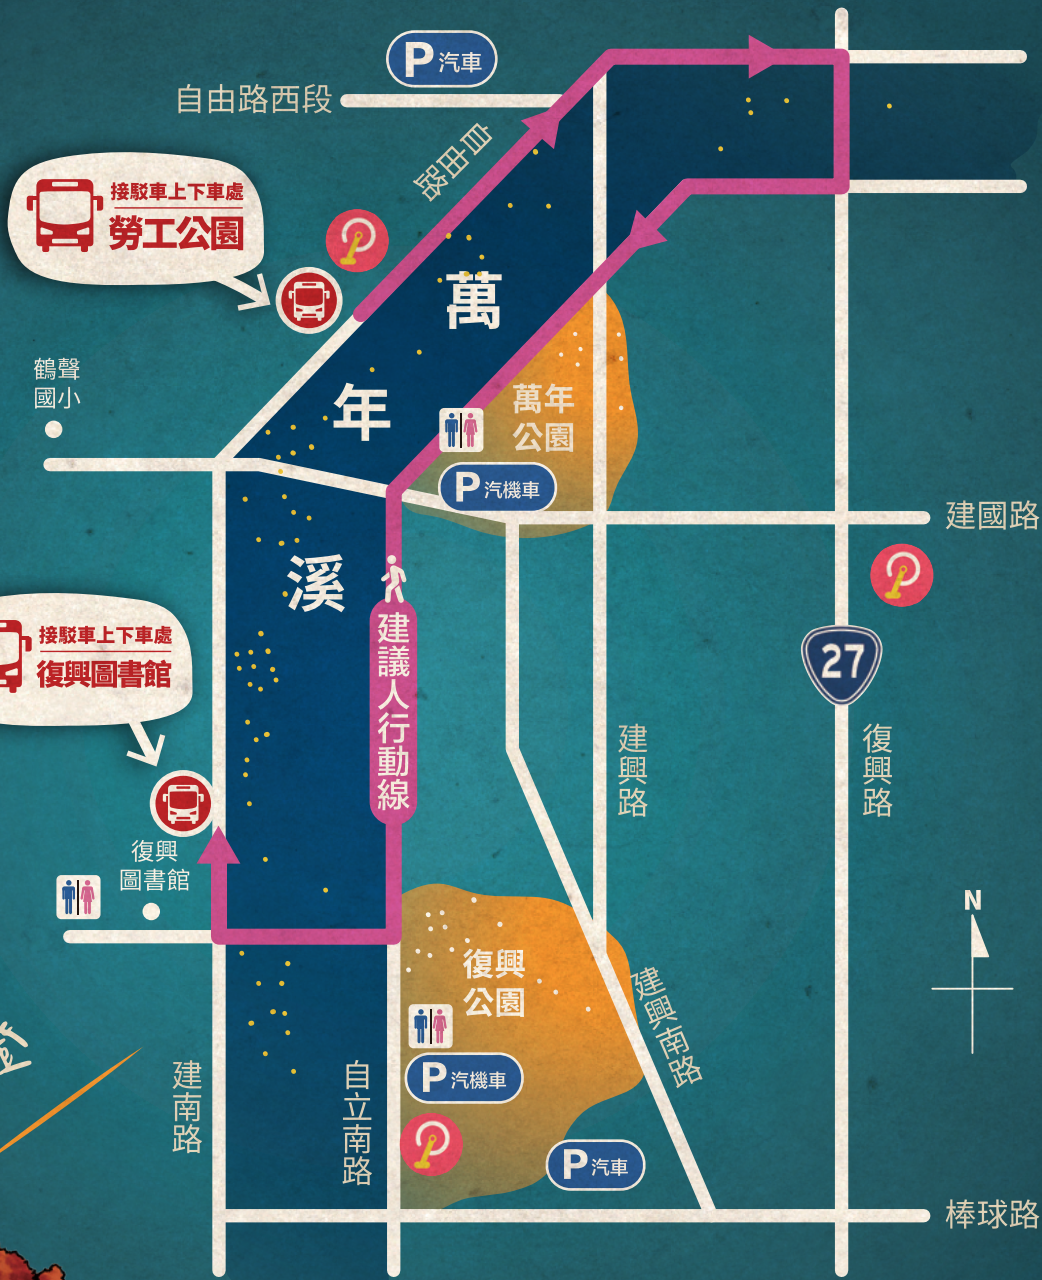 P 汽車
自由路西段
自由路
接駁車上下車處
勞工公園
萬年溪
鶴聲
國小
萬年
公園
P 汽機車
建國路
接駁車上下車處
復興圖書館
建議人行動線
27
建興路
復興路
復興
圖書館
N
復興
公園
建興南路
P 汽機車
建南路
自立南路
P 汽車
棒球路